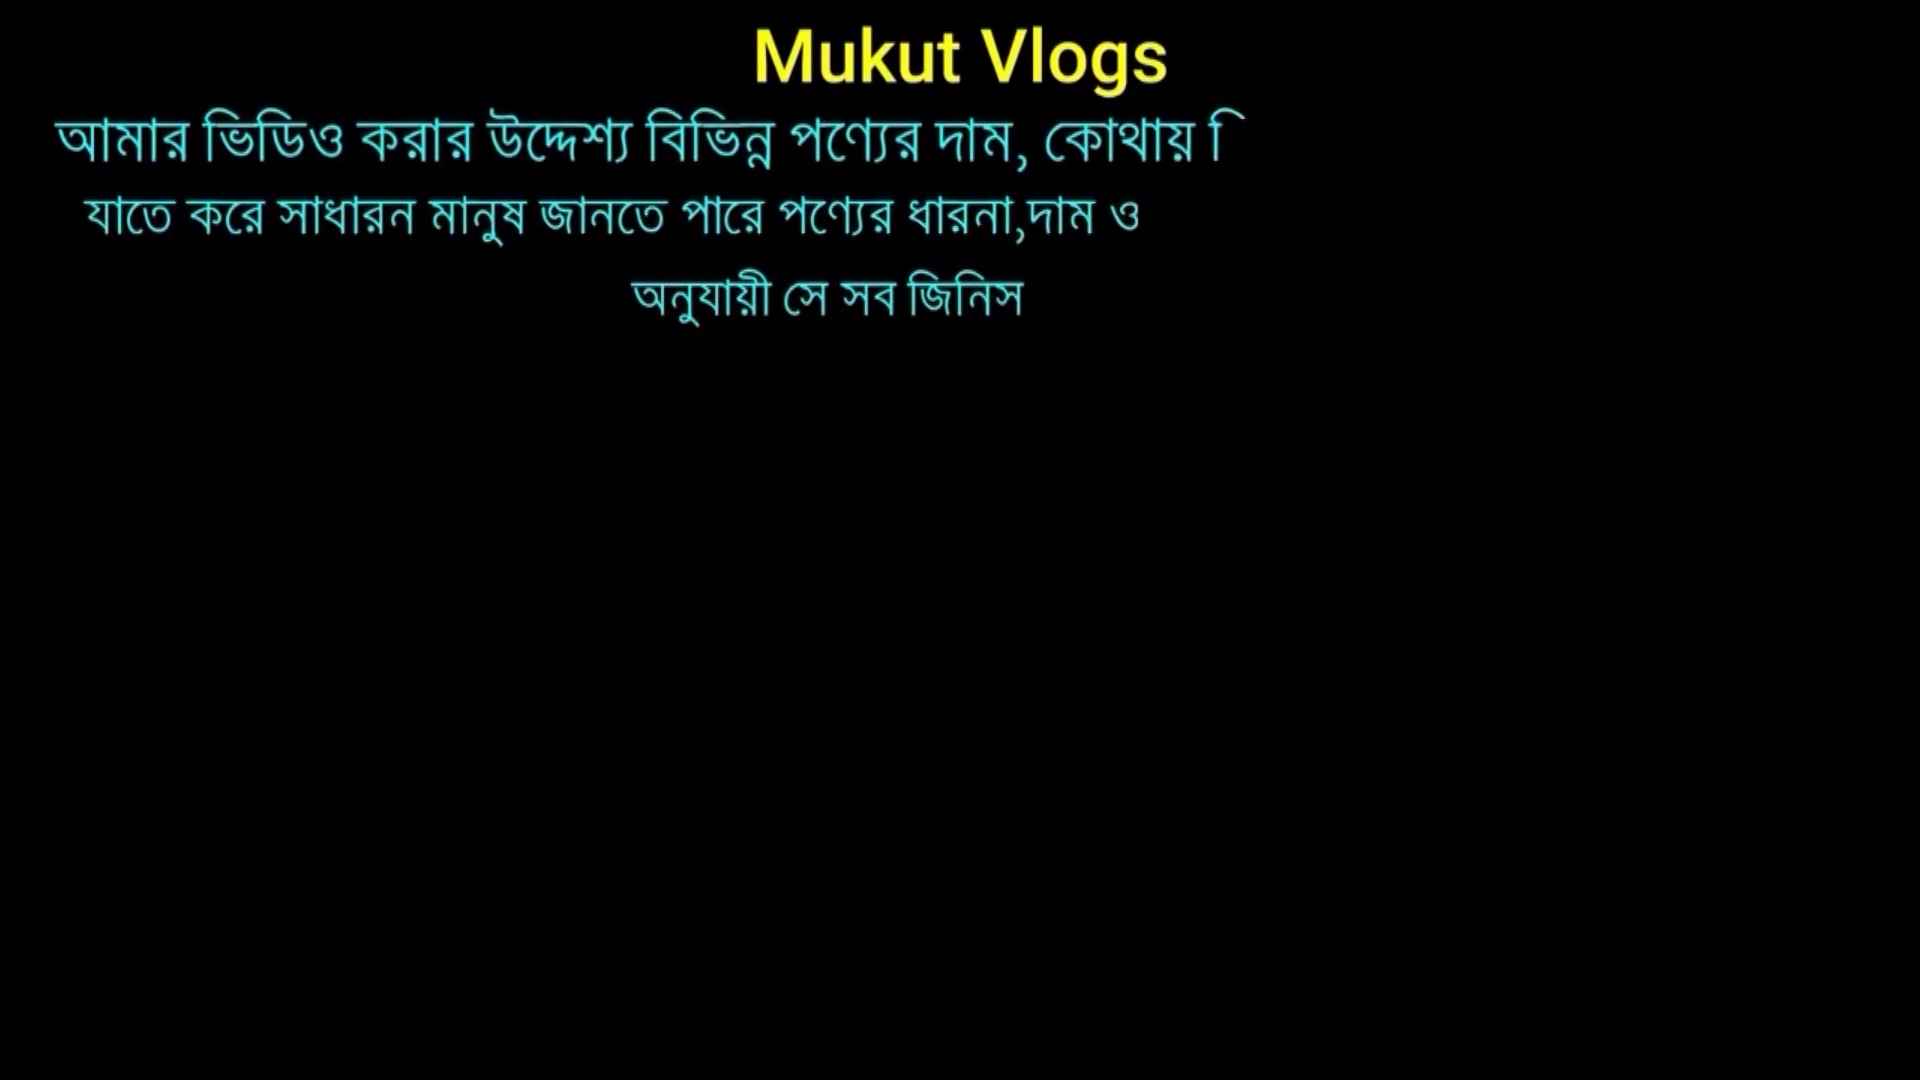 Mukut Vlogs
আমার ভিডিও করার উদ্দেশ্য বিভিন্ন পণ্যের দাম, কোথায় ি
যাতে করে সাধারন মানুষ জানতে পারে পণ্যের ধারনা,দাম ও
অনুযায়ী সে সব জিনিস